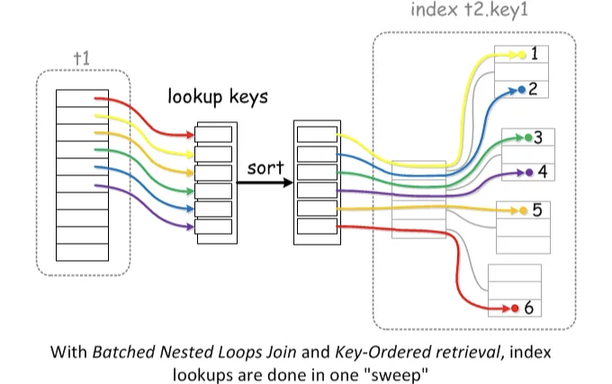 index t2.key1
t1
lookup keys
sort
1
2
3
4
5
6
With Batched Nested Loops Join and Key-Ordered retrieval, index
lookups are done in one "sweep"